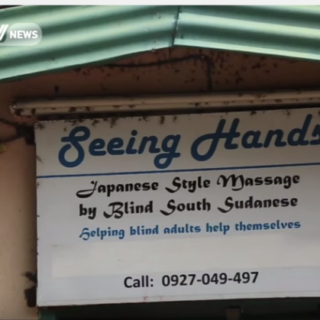 NEWS
Seeing Hands
Japanese Style Massage
by Blind South Sudanese
Helping blind adults help themselves
Call: 0927-049-497